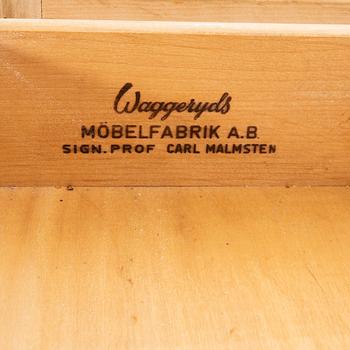 Waggeryds
MÖBELFABRIK A.B.
SIGN. PROF CARL MALMSTEN